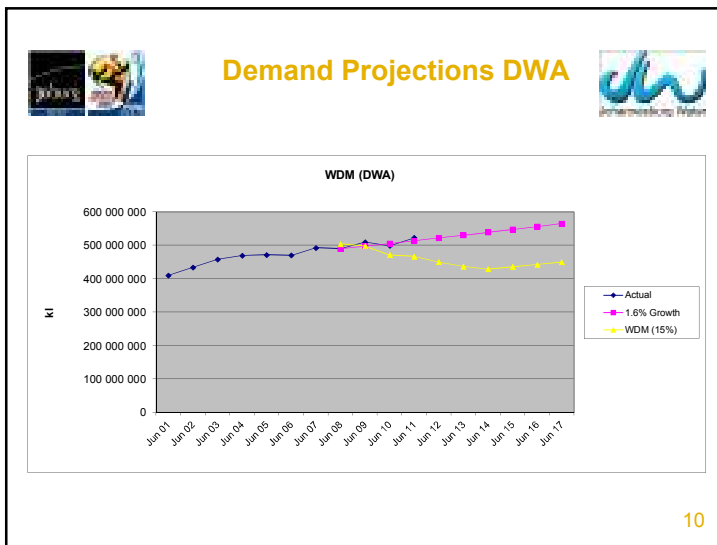 Demand Projections DWA
WDM (DWA)
600 000 000
500 000 000
400 000 000
300 000 000
200 000 000
100 000 000
0
kl
Jun 01
Jun 02
Jun 03
Jun 04
Jun 05
Jun 06
Jun 07
Jun 08
Jun 09
Jun 10
Jun 11
Jun 12
Jun 13
Jun 14
Jun 15
Jun 16
Jun 17
Actual
1.6% Growth
WDM (15%)
10